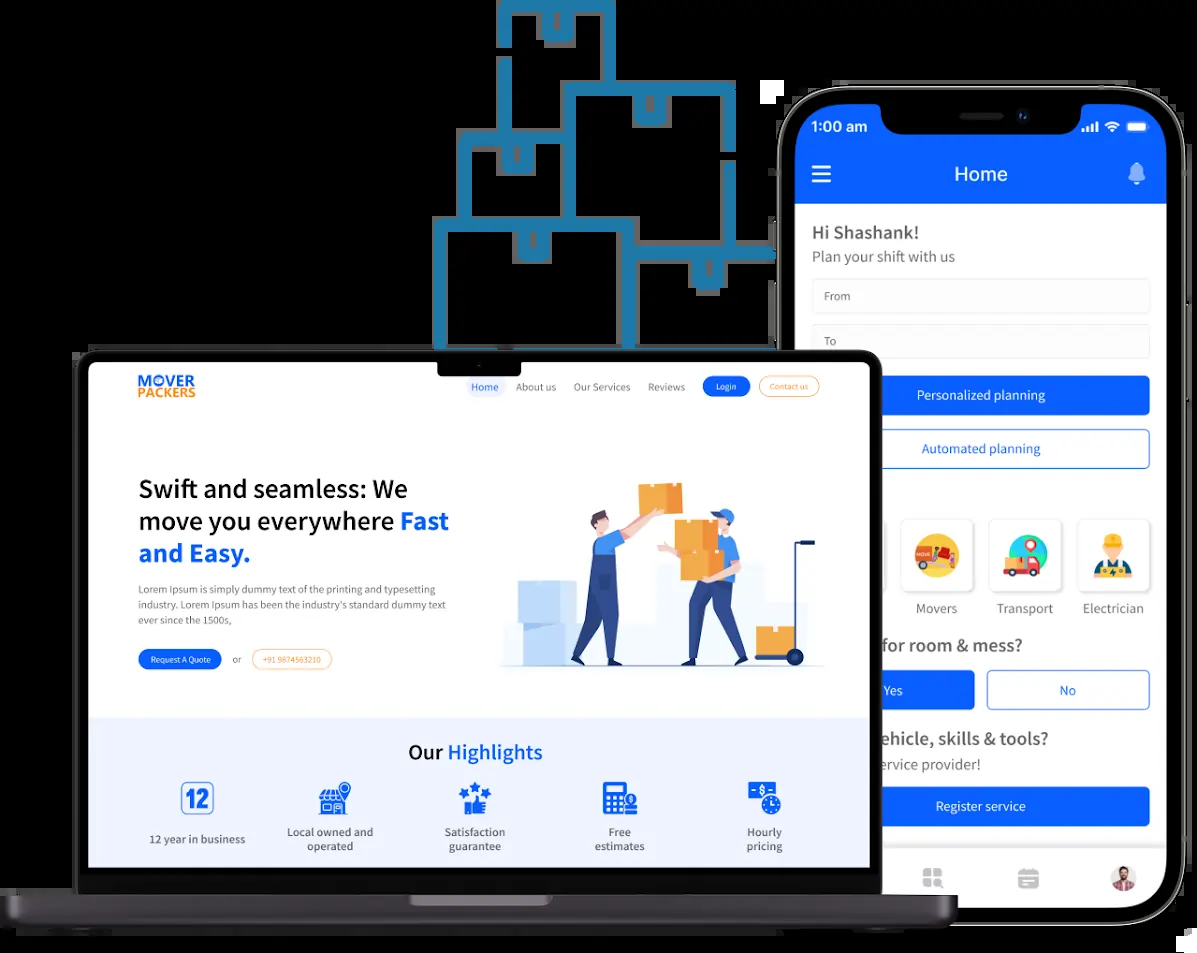 MOVER
PACKERS
Home
About us
Our Services
Reviews
Login
Contact us
Swift and seamless: We
move you everywhere Fast
and Easy.
Lorem Ipsum is simply dummy text of the printing and typesetting
industry. Lorem Ipsum has been the industry's standard dummy text
ever since the 1500s,
Request A Quote
or
+91 9874563210
Our Highlights
12
12 year in business
Local owned and
operated
Satisfaction
guarantee
Free
estimates
Hourly
pricing
1:00 am
Home
Hi Shashank!
Plan your shift with us
From
To
Personalized planning
Automated planning
MOVE
Movers
Transport
Electrician
for room & mess?
Yes
No
ehicle, skills & tools?
ervice provider!
Register service